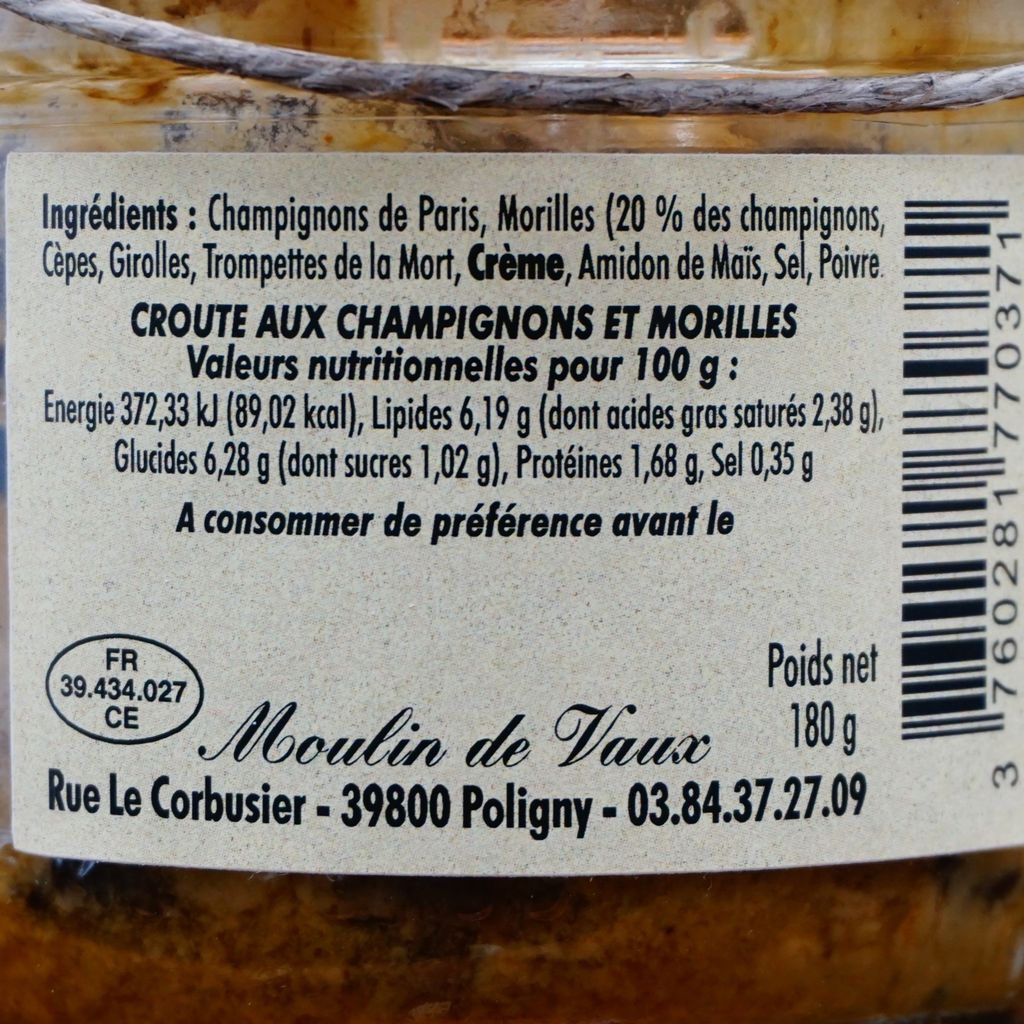 Ingrédients : Champignons de Paris, Morilles (20 % des champignons,
Cèpes, Girolles, Trompettes de la Mort, Crème, Amidon de Maïs, Sel, Poivre.
CROUTE AUX CHAMPIGNONS ET MORILLES
Valeurs nutritionnelles pour 100 g :
Energie 372,33 kJ (89,02 kcal), Lipides 6,19 g (dont acides gras saturés 2,38 g),
Glucides 6,28 g (dont sucres 1,02 g), Protéines 1,68 g, Sel 0,35 g
A consommer de préférence avant le
FR
39.434.027
CE
Poids net
180 g
Moulin de Vaux
Rue Le Corbusier - 39800 Poligny - 03.84.37.27.09
3 760281 770371